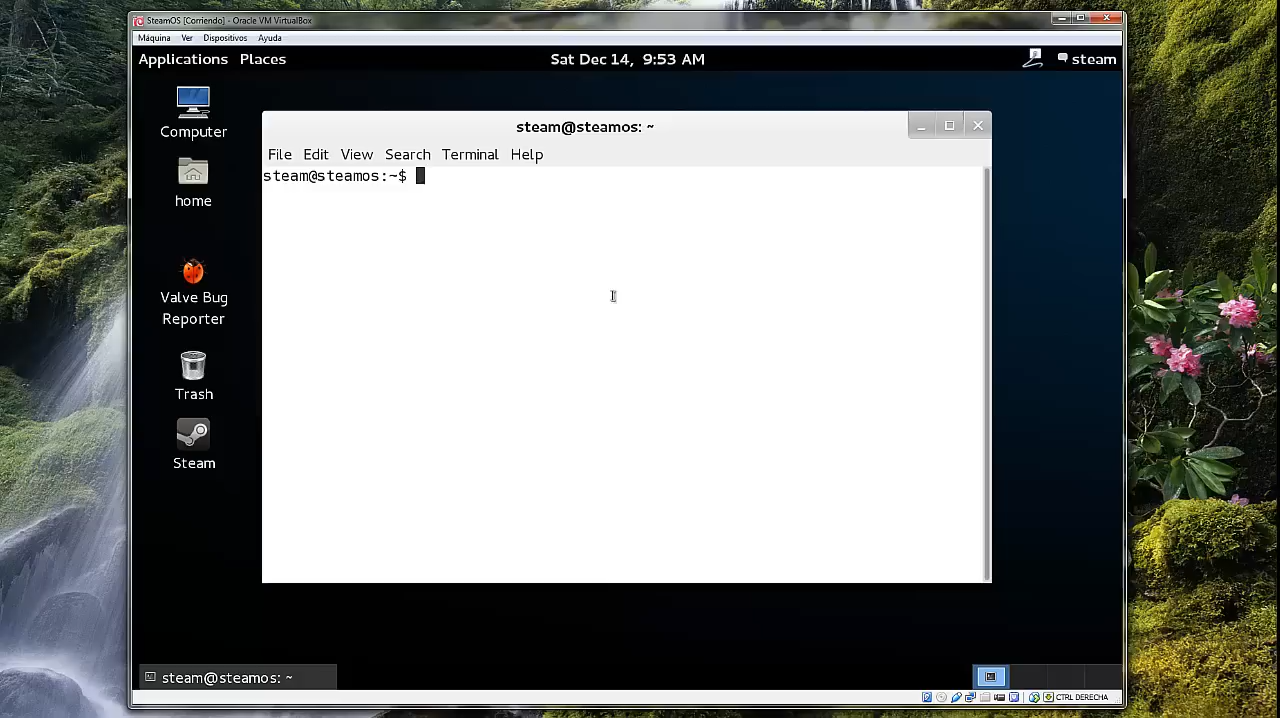 SteamOS [Corriendo] - Oracle VM VirtualBox
Máquina Ver Dispositivos Ayuda
Applications Places Sat Dec 14, 9:53 AM steam
Computer
home
Valve Bug
Reporter
Trash
Steam
steam@steamos: ~
File Edit View Search Terminal Help
steam@steamos:~$
steam@steamos: ~
CTRL DERECHA